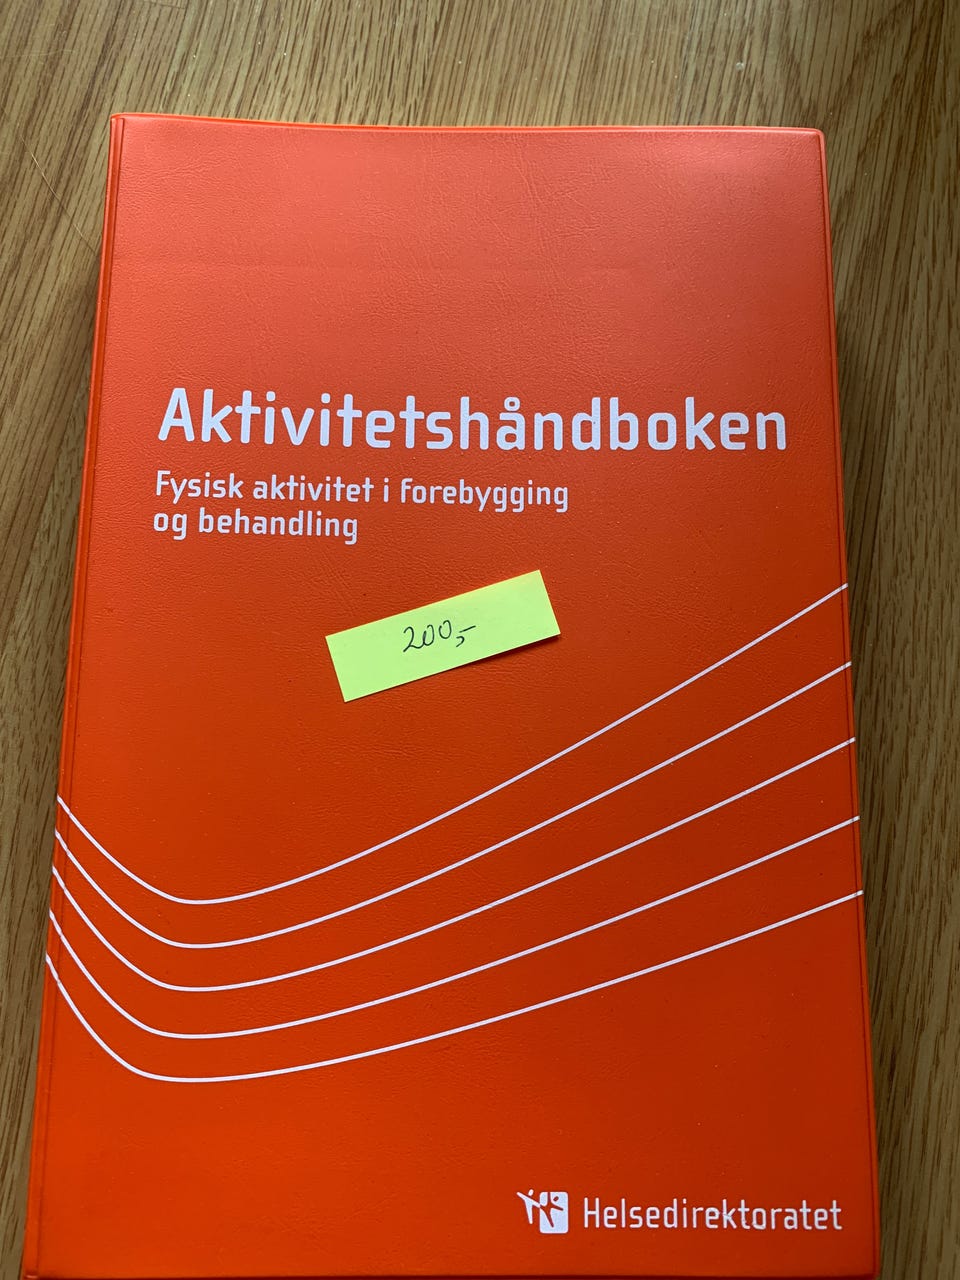 Aktivitetshåndboken
Fysisk aktivitet i forebygging
og behandling
200,-
Helsedirektoratet